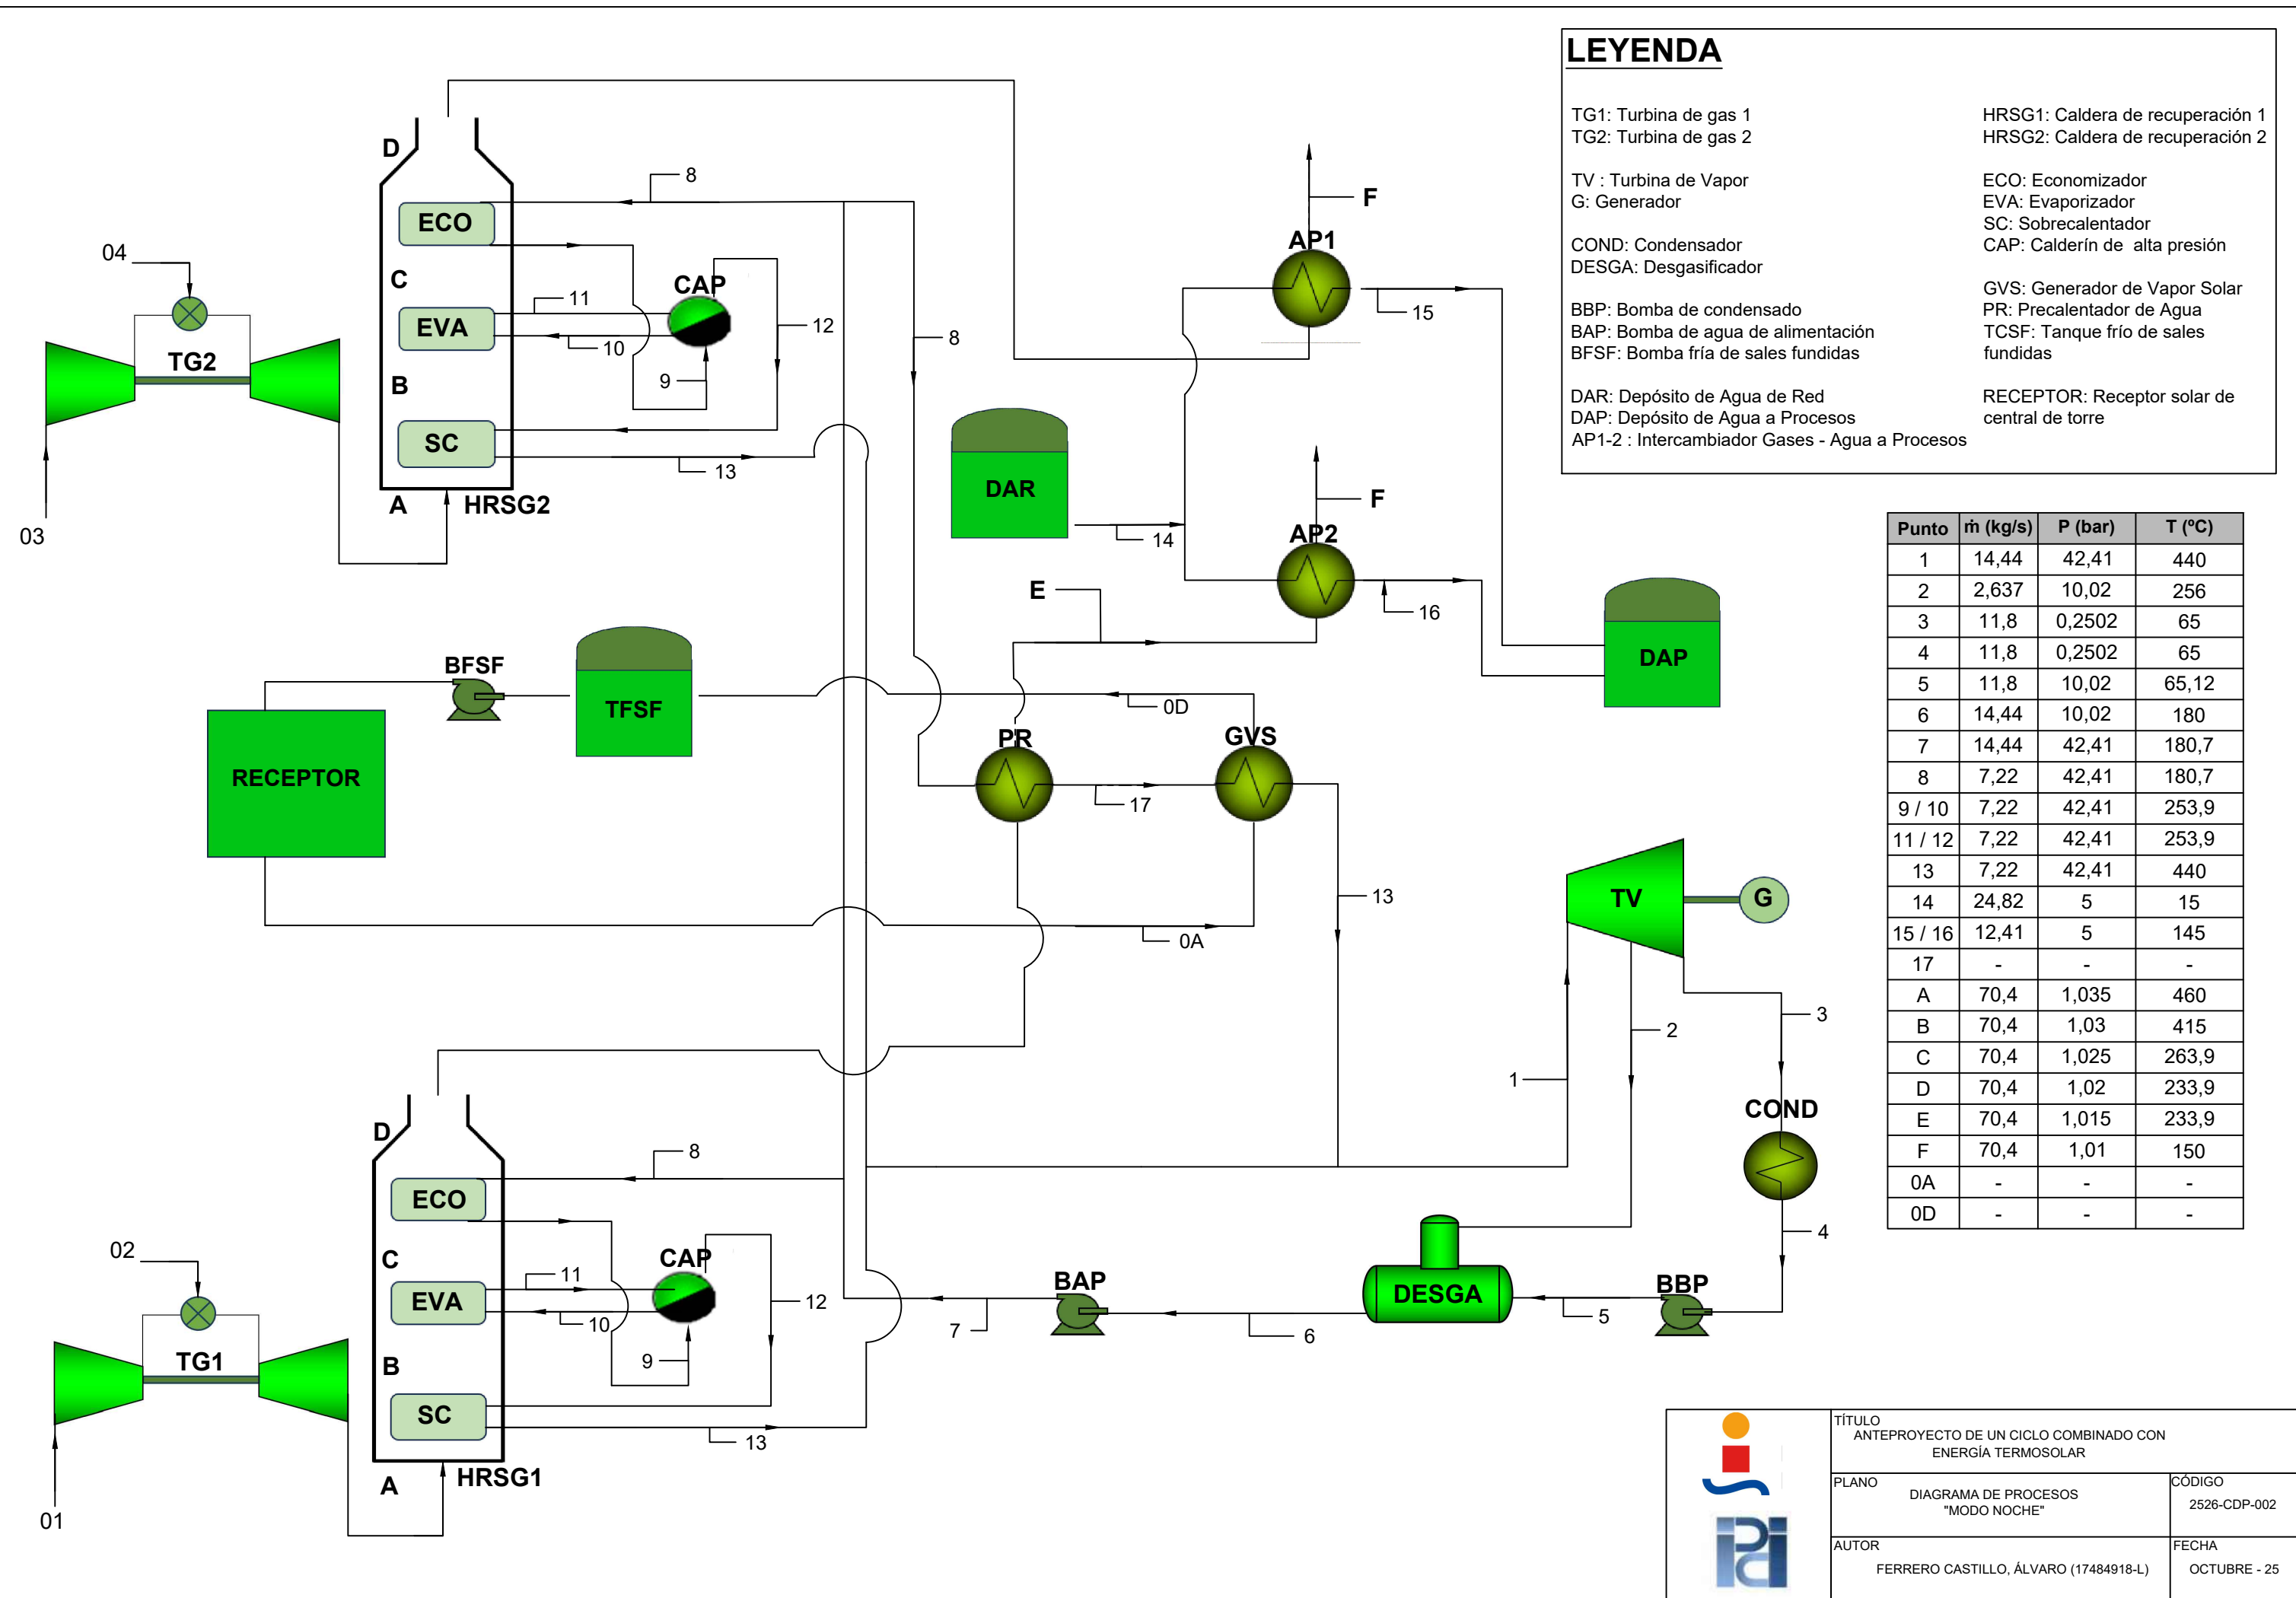 LEYENDA
TG1: Turbina de gas 1
TG2: Turbina de gas 2
TV : Turbina de Vapor
G: Generador
COND: Condensador
DESGA: Desgasificador
BBP: Bomba de condensado
BAP: Bomba de agua de alimentación
BFSF: Bomba fría de sales fundidas
DAR: Depósito de Agua de Red
DAP: Depósito de Agua a Procesos
AP1-2 : Intercambiador Gases - Agua a Procesos
HRSG1: Caldera de recuperación 1
HRSG2: Caldera de recuperación 2
ECO: Economizador
EVA: Evaporizador
SC: Sobrecalentador
CAP: Calderín de alta presión
GVS: Generador de Vapor Solar
PR: Precalentador de Agua
TCSF: Tanque frío de sales
fundidas
RECEPTOR: Receptor solar de
central de torre
D
ECO
8
C
CAP
11
EVA
10
12
9
B
SC
13
A
HRSG2
04
TG2
03
8
F
AP1
15
DAR
14
F
AP2
16
E
DAP
BFSF
TFSF
RECEPTOR
0D
PR
GVS
17
0A
13
TV
G
3
2
1
COND
4
D
ECO
8
C
CAP
11
EVA
10
12
9
B
SC
13
A
HRSG1
02
TG1
01
BAP
7
6
DESGA
5
BBP
Punto ṁ (kg/s) P (bar) T (ºC)
1 14,44 42,41 440
2 2,637 10,02 256
3 11,8 0,2502 65
4 11,8 0,2502 65
5 11,8 10,02 65,12
6 14,44 10,02 180
7 14,44 42,41 180,7
8 7,22 42,41 180,7
9 / 10 7,22 42,41 253,9
11 / 12 7,22 42,41 253,9
13 7,22 42,41 440
14 24,82 5 15
15 / 16 12,41 5 145
17 - - -
A 70,4 1,035 460
B 70,4 1,03 415
C 70,4 1,025 263,9
D 70,4 1,02 233,9
E 70,4 1,015 233,9
F 70,4 1,01 150
0A - - -
0D - - -
TÍTULO
ANTEPROYECTO DE UN CICLO COMBINADO CON
ENERGÍA TERMOSOLAR
PLANO
DIAGRAMA DE PROCESOS
"MODO NOCHE"
CÓDIGO
2526-CDP-002
AUTOR
FERRERO CASTILLO, ÁLVARO (17484918-L)
FECHA
OCTUBRE - 25